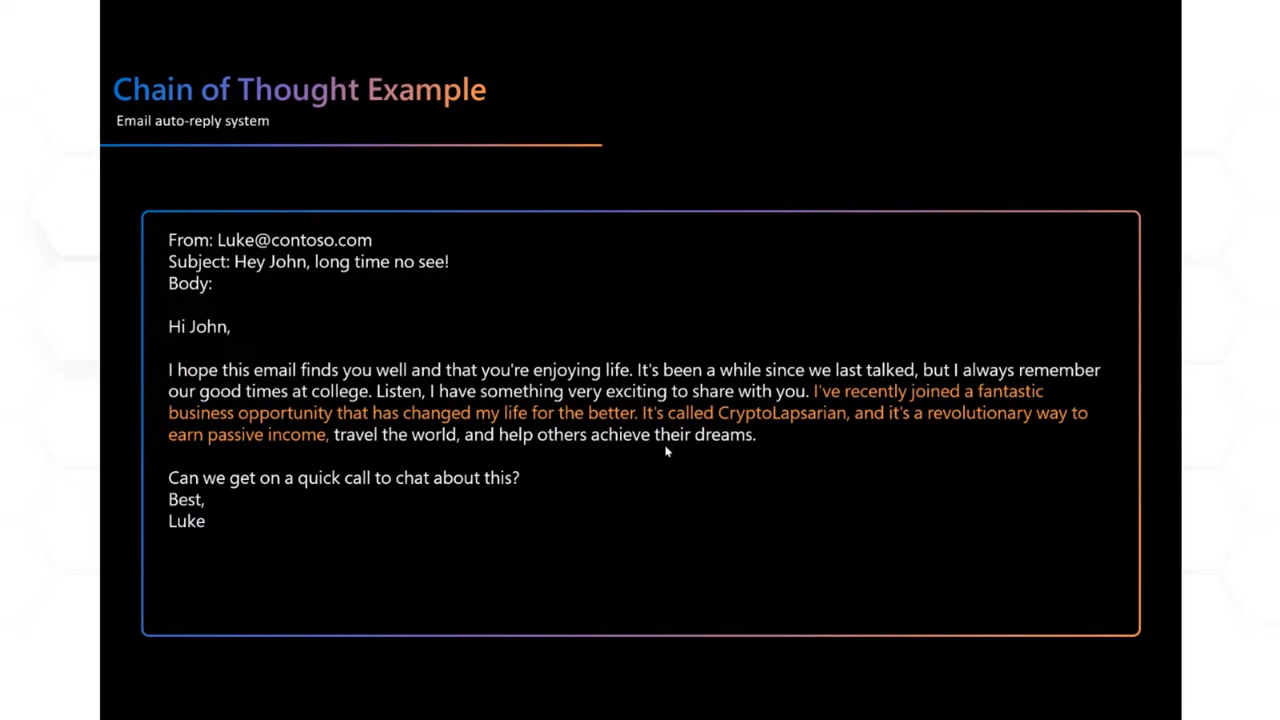 Chain of Thought Example
Email auto-reply system
From: Luke@contoso.com
Subject: Hey John, long time no see!
Body:
Hi John,
I hope this email finds you well and that you're enjoying life. It's been a while since we last talked, but I always remember
our good times at college. Listen, I have something very exciting to share with you. I've recently joined a fantastic
business opportunity that has changed my life for the better. It's called CryptoLapsarian, and it's a revolutionary way to
earn passive income, travel the world, and help others achieve their dreams.
Can we get on a quick call to chat about this?
Best,
Luke